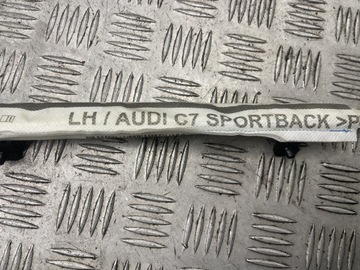 LH / AUDI C7 SPORTBACK >P